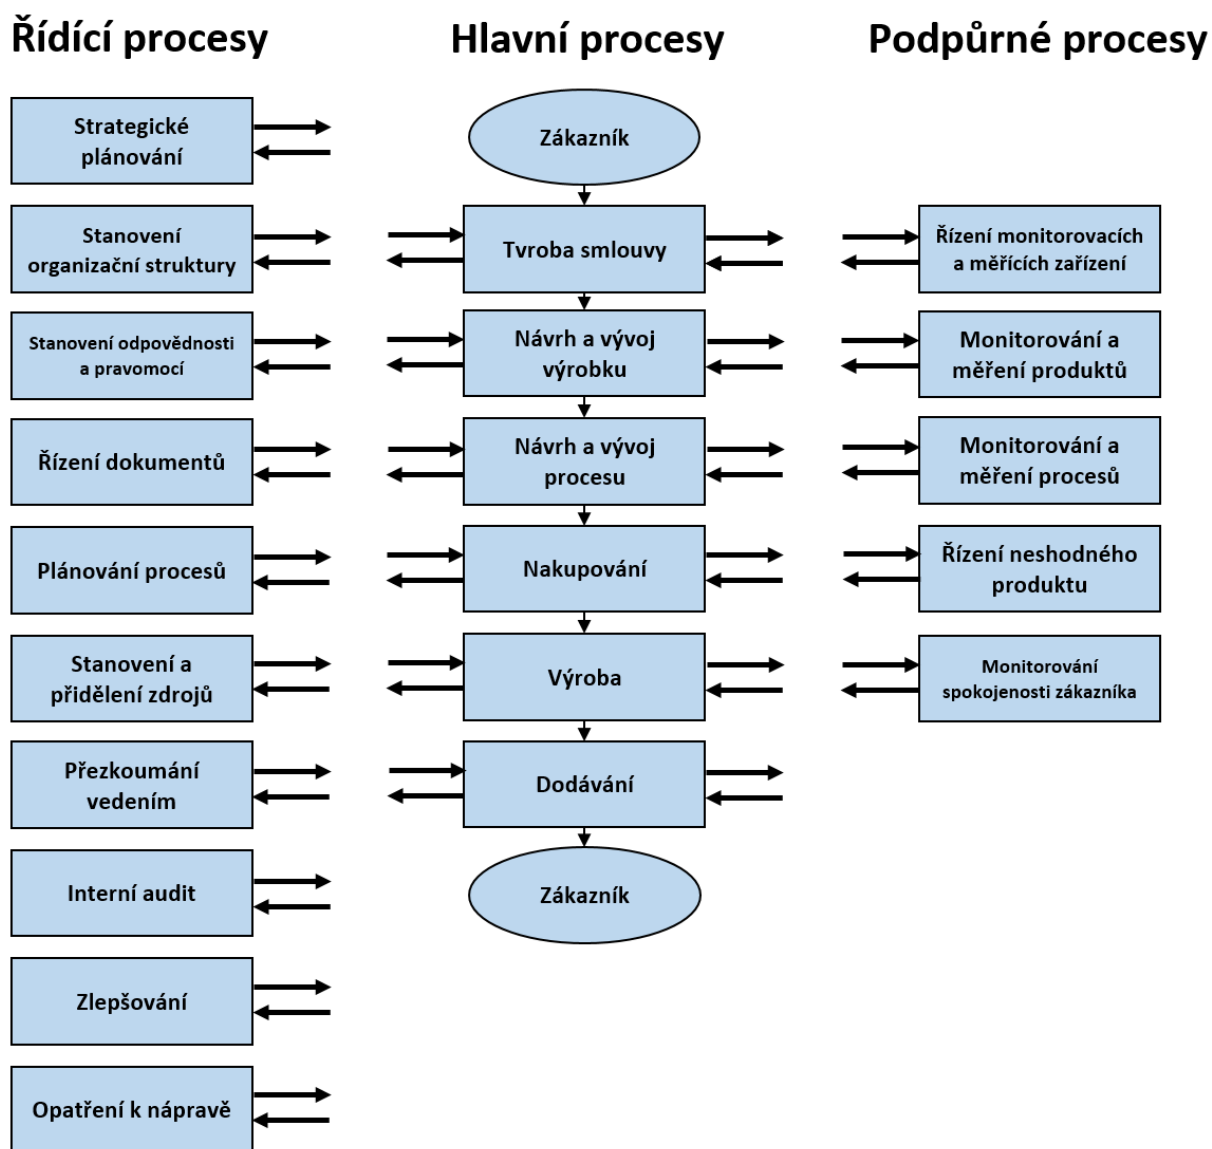 Řídící procesy
Hlavní procesy
Podpůrné procesy
Strategické
plánování
Stanovení
organizační struktury
Stanovení odpovědnosti
a pravomocí
Řízení dokumentů
Plánování procesů
Stanovení a
přidělení zdrojů
Přezkoumání
vedením
Interní audit
Zlepšování
Opatření k nápravě
Zákazník
Tvroba smlouvy
Návrh a vývoj
výrobku
Návrh a vývoj
procesu
Nakupování
Výroba
Dodávání
Zákazník
Řízení monitorovacích
a měřících zařízení
Monitorování a
měření produktů
Monitorování a
měření procesů
Řízení neshodného
produktu
Monitorování
spokojenosti zákazníka